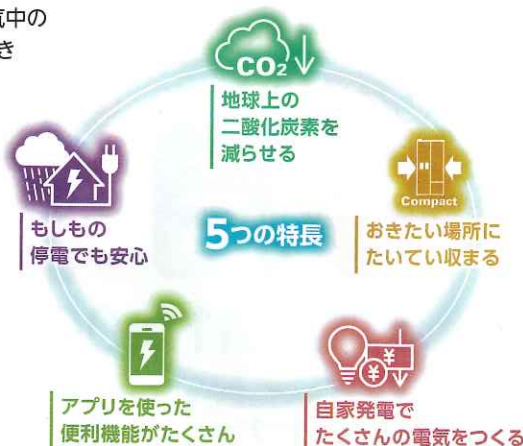 気中の
き
CO₂
地球上の
二酸化炭素を
減らせる
もしもの
停電でも安心
5つの特長
Compact
おきたい場所に
たいてい収まる
¥
¥
アプリを使った
便利機能がたくさん
自家発電で
たくさんの電気をつくる